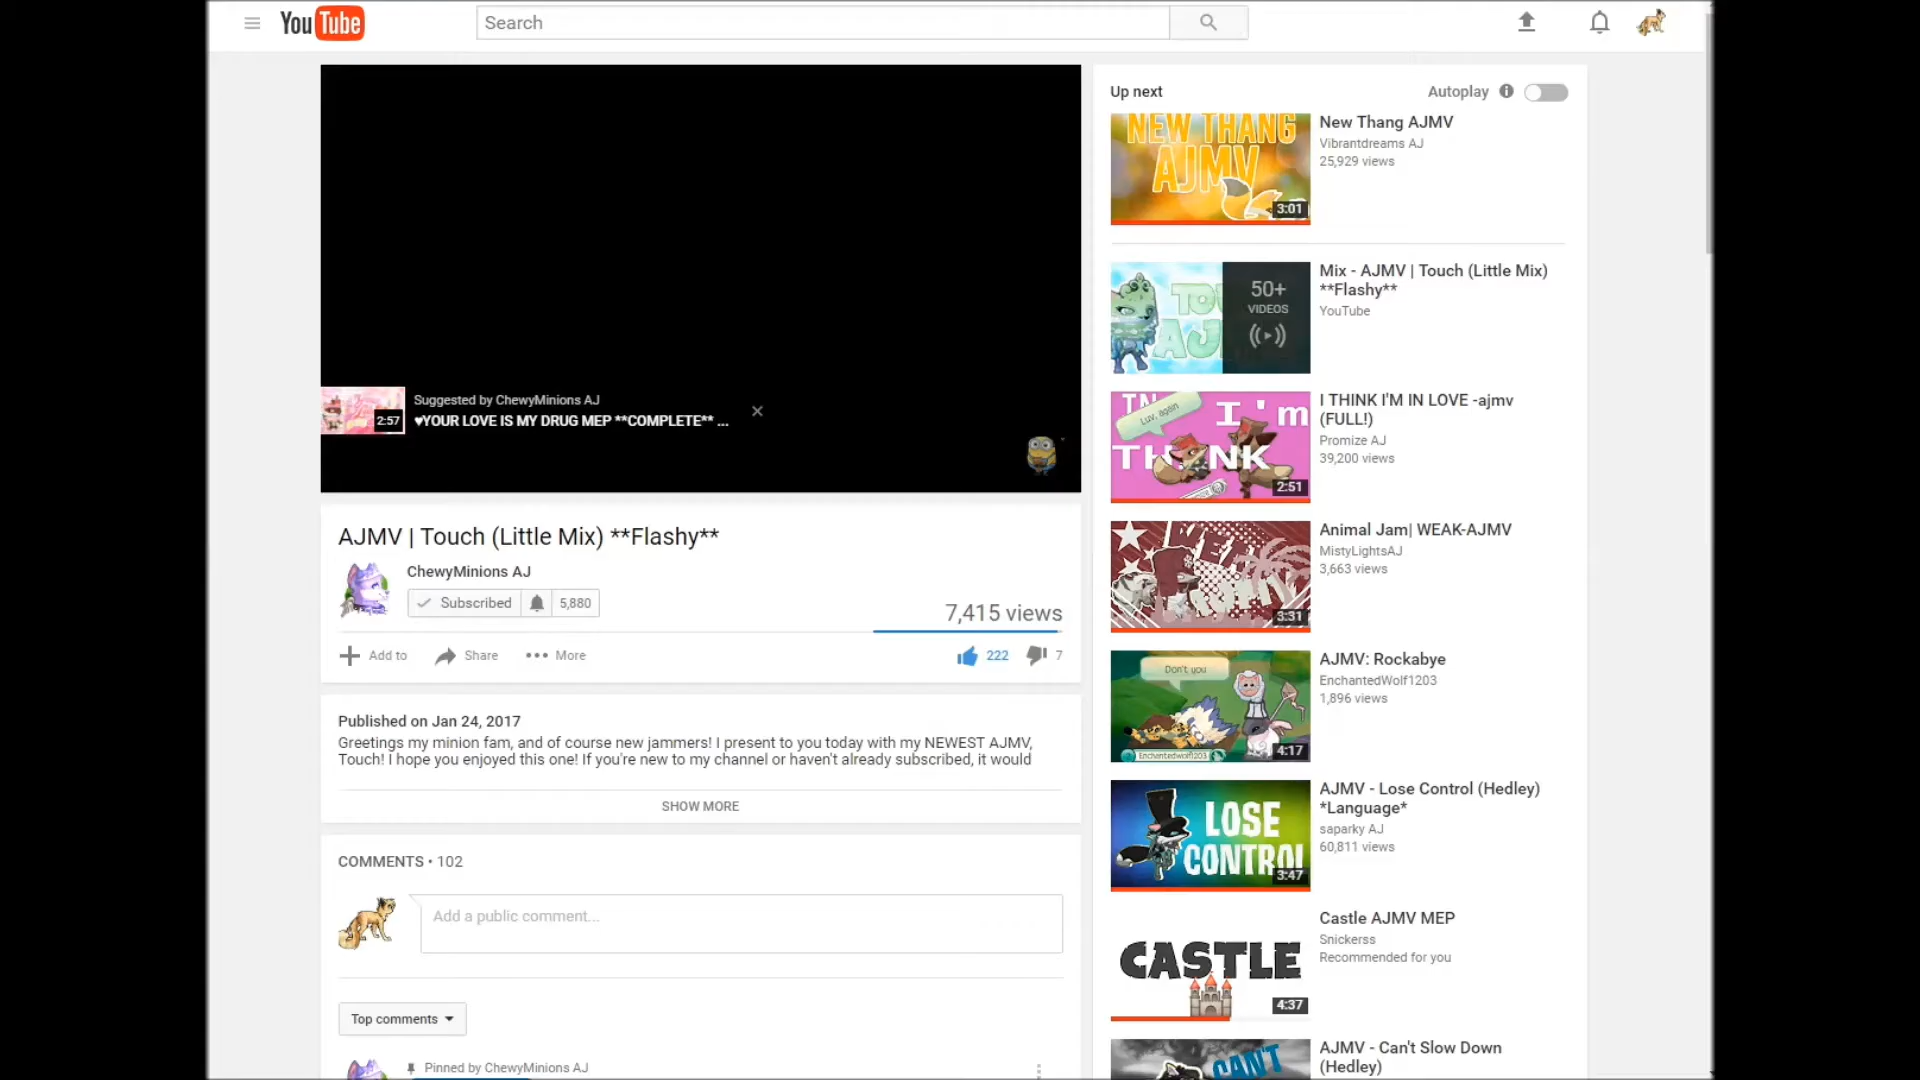 YouTube
Search
Suggested by ChewyMinions AJ
2:57
♥YOUR LOVE IS MY DRUG MEP **COMPLETE** ...
AJMV | Touch (Little Mix) **Flashy**
ChewyMinions AJ
Subscribed
5,880
7,415 views
Add to
Share
More
222
7
Published on Jan 24, 2017
Greetings my minion fam, and of course new jammers! I present to you today with my NEWEST AJMV,
Touch! I hope you enjoyed this one! If you're new to my channel or haven't already subscribed, it would
SHOW MORE
COMMENTS • 102
Add a public comment...
Top comments
Pinned by ChewyMinions AJ
Up next
Autoplay
NEW THANG
AJMV
3:01
New Thang AJMV
Vibrantdreams AJ
25,929 views
TOU
AJ
50+
VIDEOS
Mix - AJMV | Touch (Little Mix)
**Flashy**
YouTube
Luv, again
I'm
THINK
2:51
I THINK I'M IN LOVE -ajmv
(FULL!)
Promize AJ
39,200 views
3:31
Animal Jam| WEAK-AJMV
MistyLightsAJ
3,663 views
Don't you
EnchantedWolf1203
4:17
AJMV: Rockabye
EnchantedWolf1203
1,896 views
LOSE
CONTROL
3:47
AJMV - Lose Control (Hedley)
*Language*
saparky AJ
60,811 views
CASTLE
4:37
Castle AJMV MEP
Snickerss
Recommended for you
CAN'T
AJMV - Can't Slow Down
(Hedley)